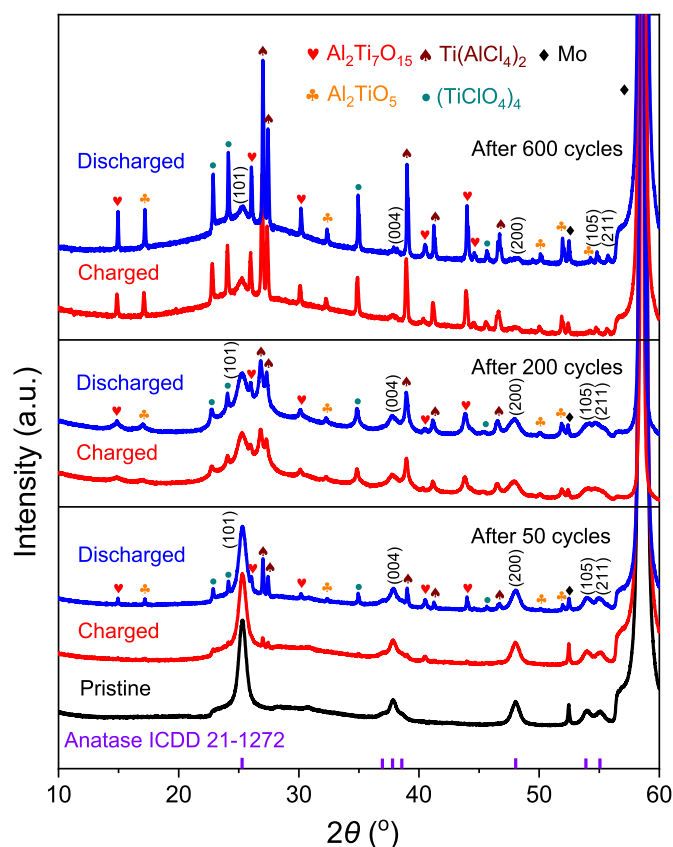 ♥ Al₂Ti₇O₁₅ ♠ Ti(AlCl₄)₂ ♦ Mo
♣ Al₂TiO₅ • (TiClO₄)₄
Discharged
After 600 cycles
(101)
(004)
(200)
(105)
(211)
Charged
After 200 cycles
Discharged
(101)
(004)
(200)
(105)
(211)
Charged
After 50 cycles
Discharged
(101)
(004)
(200)
(105)
(211)
Charged
Pristine
Anatase ICDD 21-1272
10 20 30 40 50 60
2θ (°)
Intensity (a.u.)